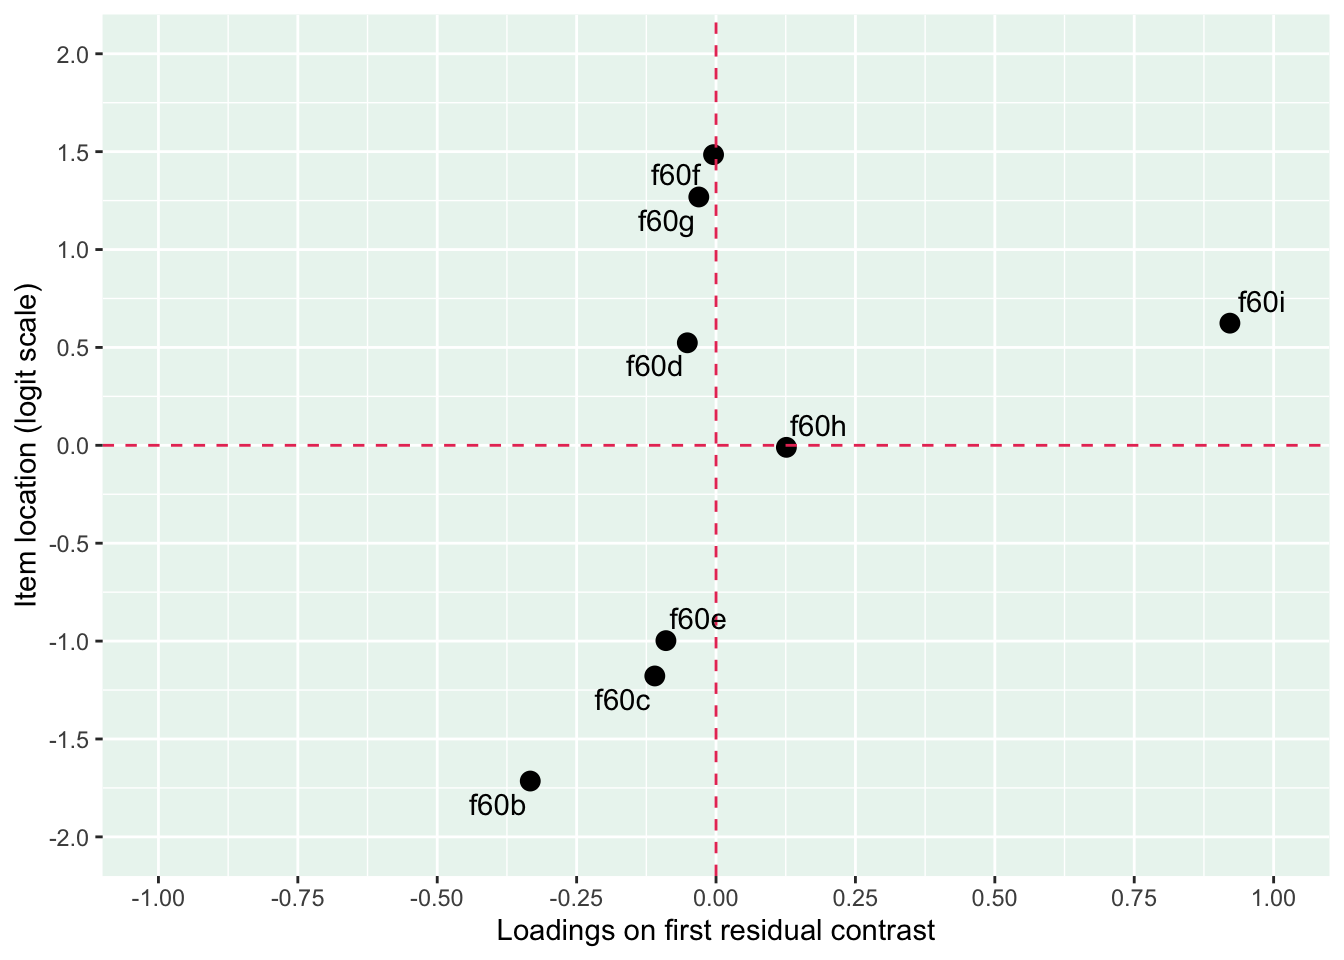 2.0
1.5
f60f
f60g
1.0
f60i
0.5
f60d
f60h
0.0
-0.5
f60e
-1.0
f60c
-1.5
f60b
-2.0
Item location (logit scale)
-1.00 -0.75 -0.50 -0.25 0.00 0.25 0.50 0.75 1.00
Loadings on first residual contrast